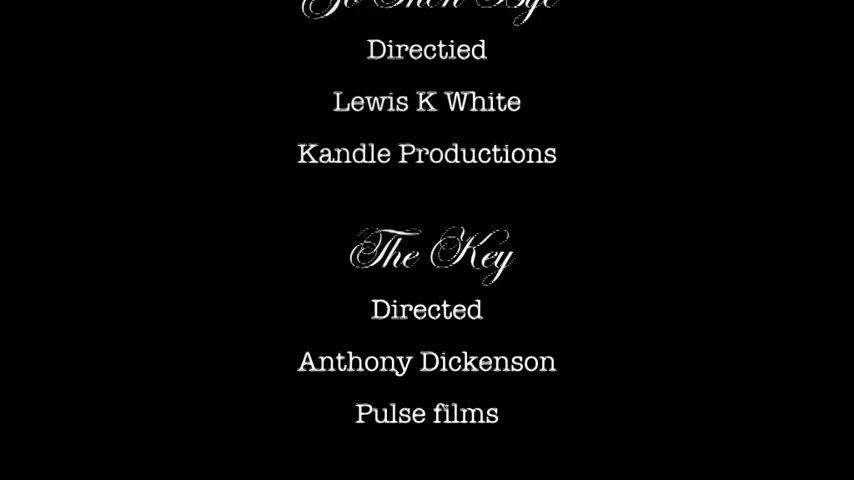 Directied
Lewis K White
Kandle Productions
The Key
Directed
Anthony Dickenson
Pulse films